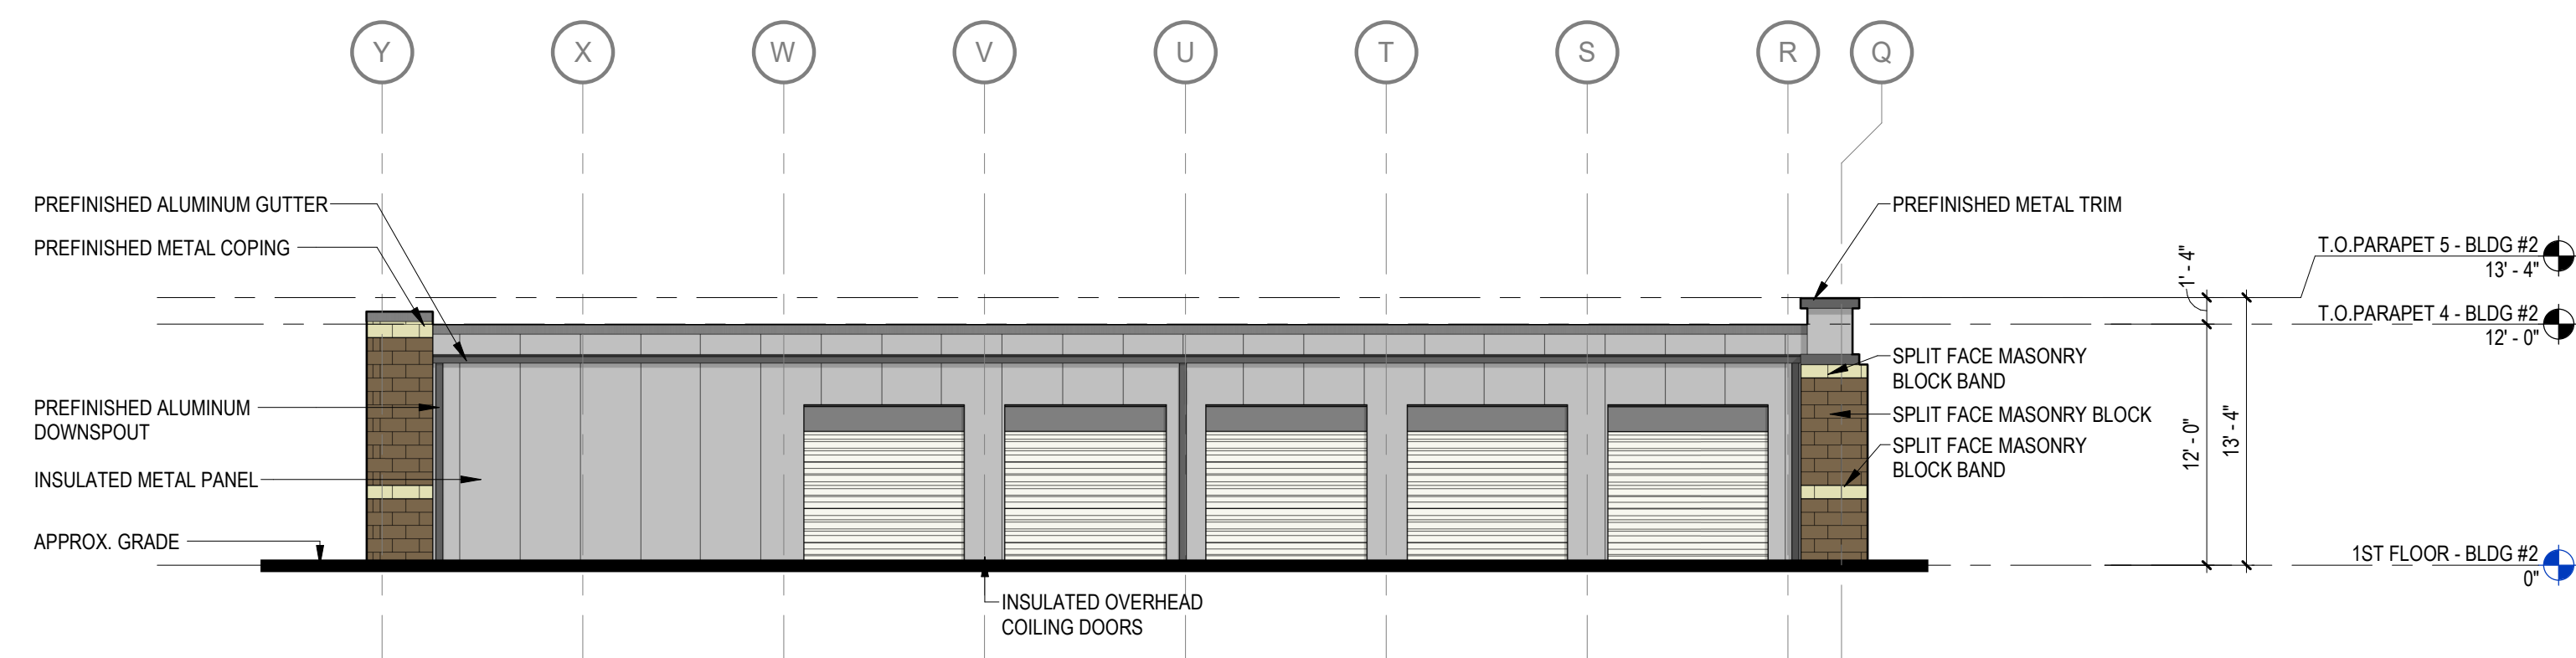 Y X W V U T S R Q
PREFINISHED ALUMINUM GUTTER
PREFINISHED METAL COPING
PREFINISHED ALUMINUM
DOWNSPOUT
INSULATED METAL PANEL
APPROX. GRADE
INSULATED OVERHEAD
COILING DOORS
PREFINISHED METAL TRIM
SPLIT FACE MASONRY
BLOCK BAND
SPLIT FACE MASONRY BLOCK
SPLIT FACE MASONRY
BLOCK BAND
1' - 4"
12' - 0"
13' - 4"
T.O.PARAPET 5 - BLDG #2
13' - 4"
T.O.PARAPET 4 - BLDG #2
12' - 0"
1ST FLOOR - BLDG #2
0"